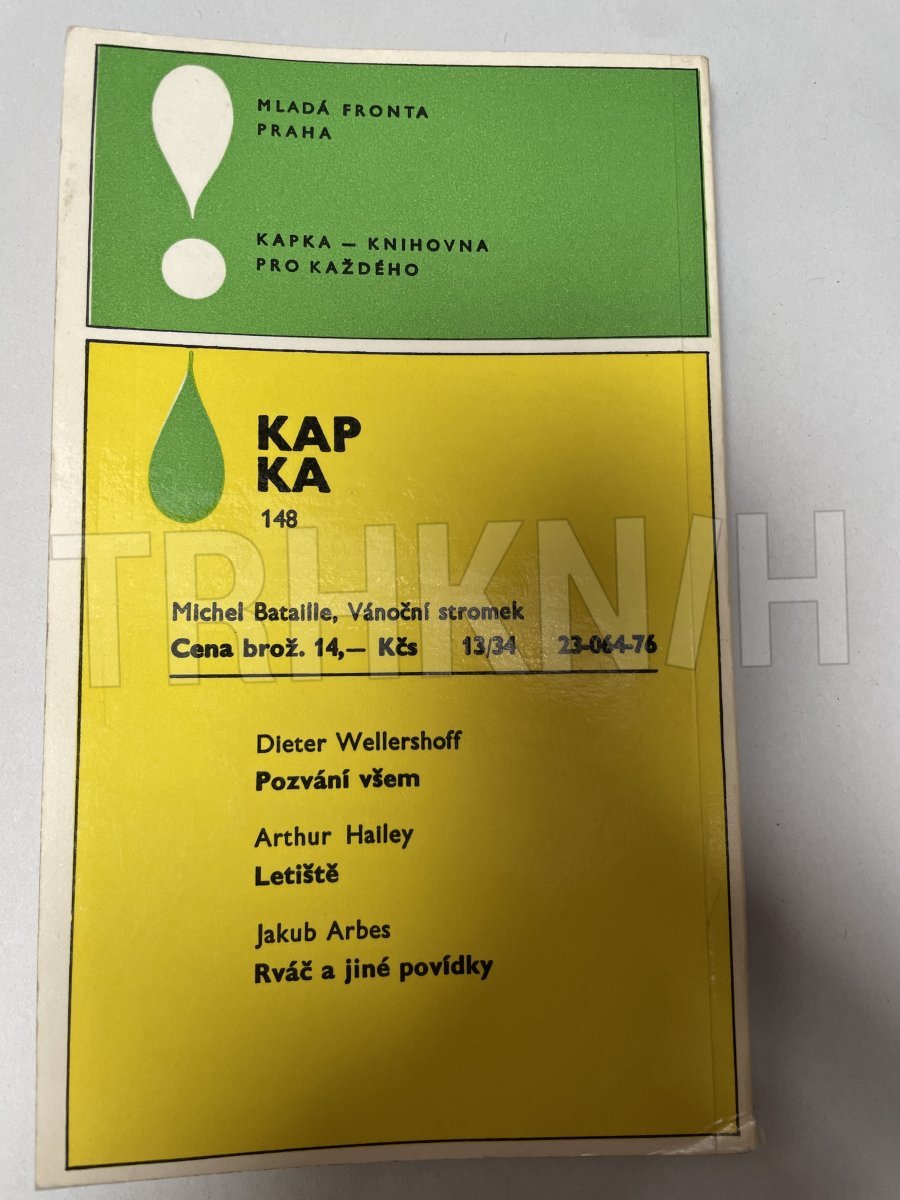 MLADÁ FRONTA
PRAHA
KAPKA — KNIHOVNA
PRO KAŽDÉHO
KAP
KA
148
TRHKNIH
Michel Bataille, Vánoční stromek
Cena brož. 14,— Kčs 13/34 23-064-76
Dieter Wellershoff
Pozvání všem
Arthur Hailey
Letiště
Jakub Arbes
Rváč a jiné povídky